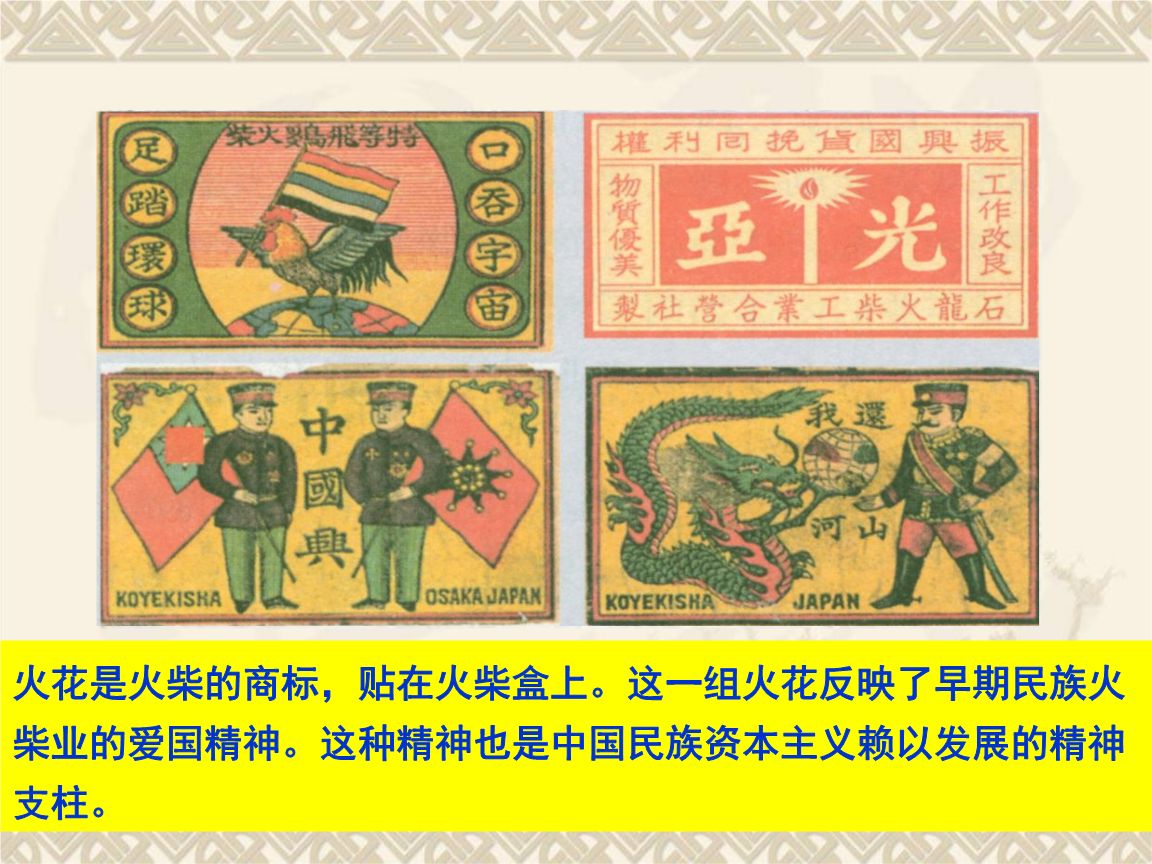 特等飛鳥鷄火柴
口吞宇宙
足踏環球
振興國貨挽囘利權
工作改良
光亞
物質優美
石龍火柴工業合營社製
中國興
KOYEKISHA
OSAKA JAPAN
還我
山河
KOYEKISHA
JAPAN
火花是火柴的商标，贴在火柴盒上。这一组火花反映了早期民族火
柴业的爱国精神。这种精神也是中国民族资本主义赖以发展的精神
支柱。